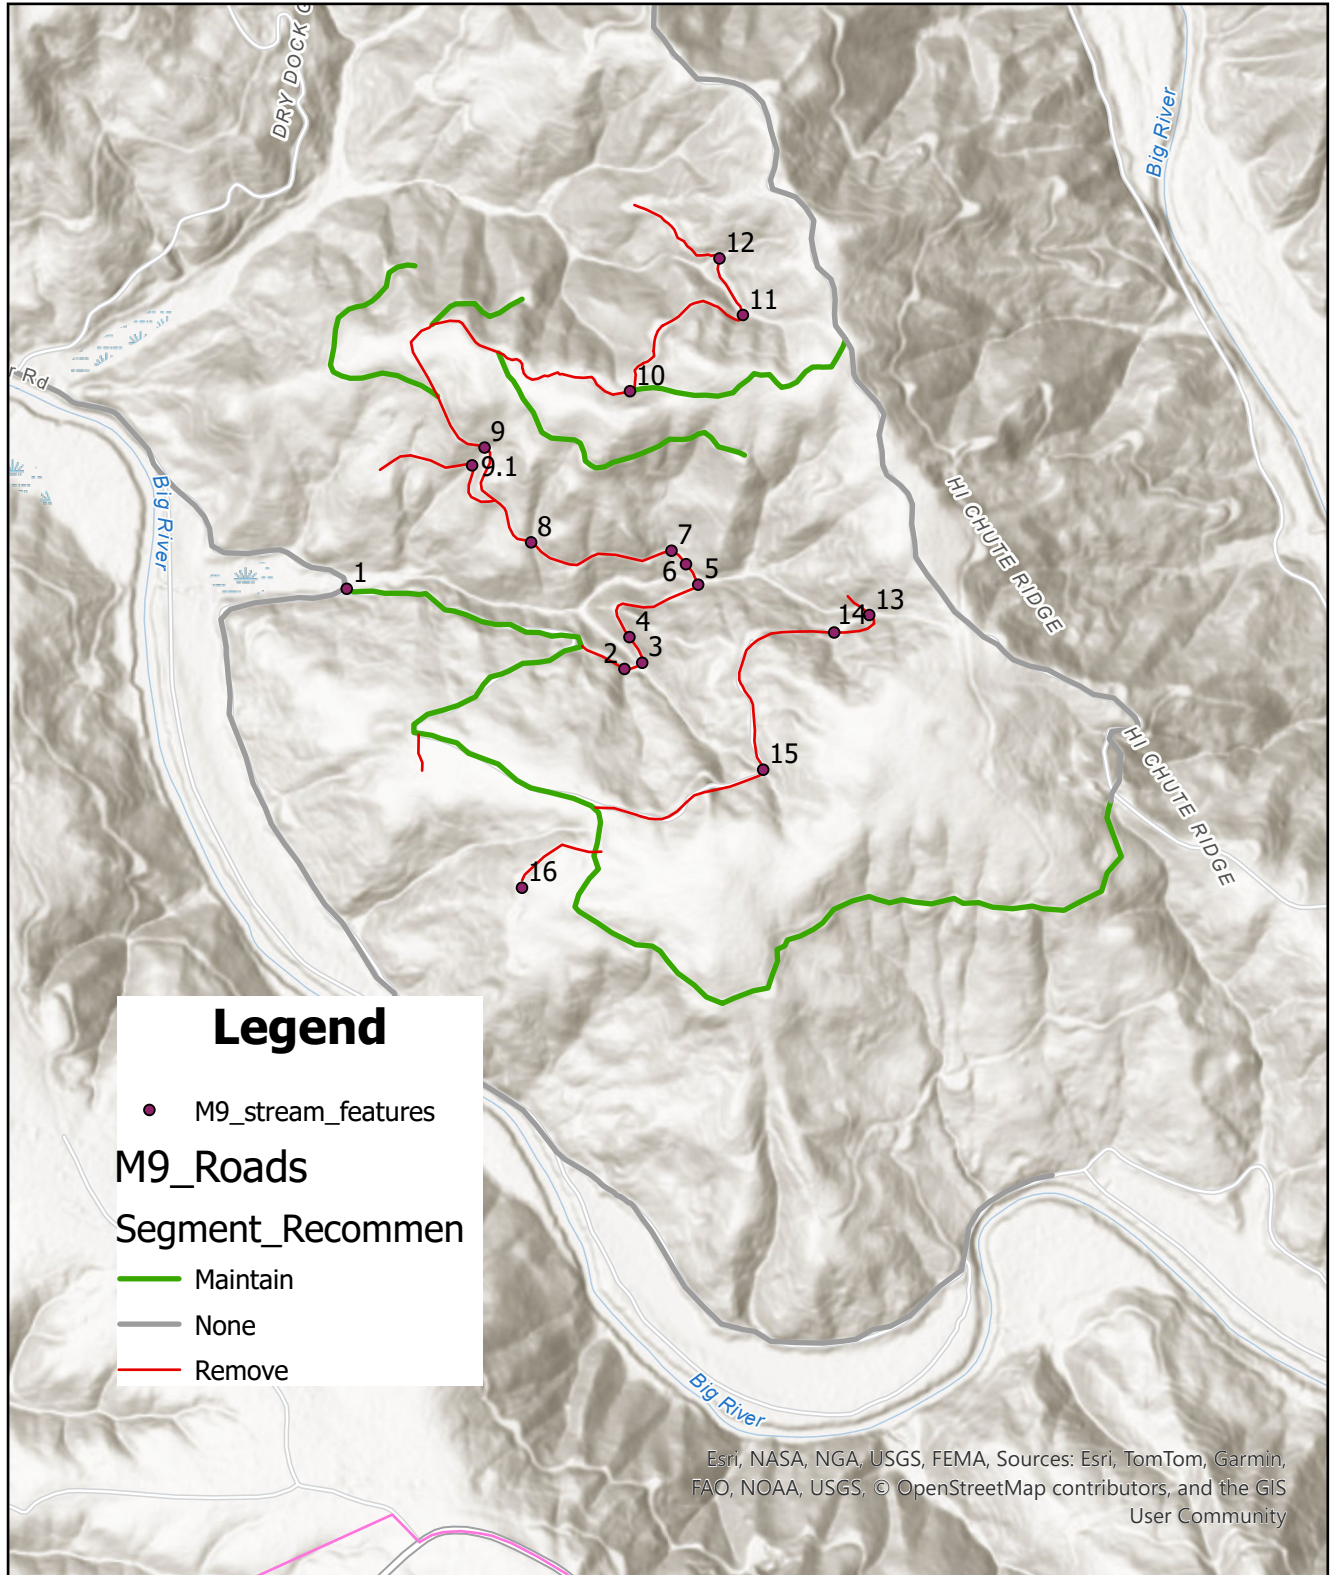 DRY DOCK G
Big River
12
11
r Rd
10
9
9.1
HI CHUTE RIDGE
Big River
8
7
6
5
1
13
14
4
3
2
HI CHUTE RIDGE
15
16
Legend
M9_stream_features
M9_Roads
Segment_Recommen
Maintain
None
Remove
Big River
Esri, NASA, NGA, USGS, FEMA, Sources: Esri, TomTom, Garmin,
FAO, NOAA, USGS, © OpenStreetMap contributors, and the GIS
User Community